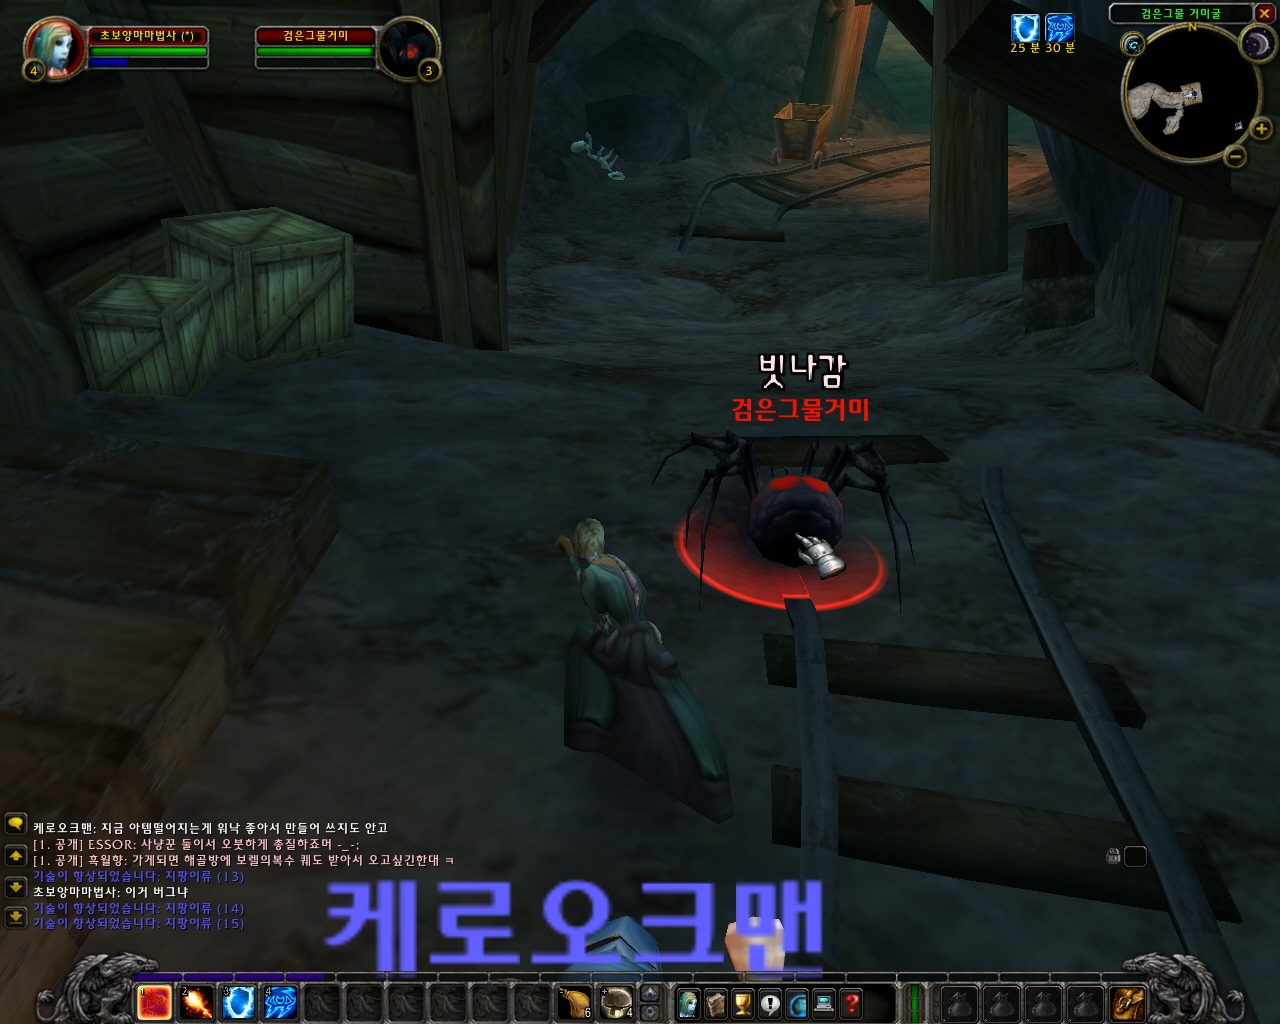 초보앙마마법사 (*)
검은그물거미
4
3
25 분 30 분
검은그물 거미굴
N
빗나감
검은그물거미
케로오크맨: 지금 아템떨어지는게 워낙 좋아서 만들어 쓰지도 안고
[1. 공개] ESSOR: 사냥꾼 둘이서 오붓하게 총질하죠머 -_-;
[1. 공개] 흑월향: 가게되면 해골방에 보렐의복수 퀘도 받아서 오고싶긴한대 ㅋ
기술이 향상되었습니다: 지팡이류 (13)
초보앙마마법사: 이거 버그냐
기술이 향상되었습니다: 지팡이류 (14)
기술이 향상되었습니다: 지팡이류 (15)
케로오크맨
1 2 3 4 - 6 + 4